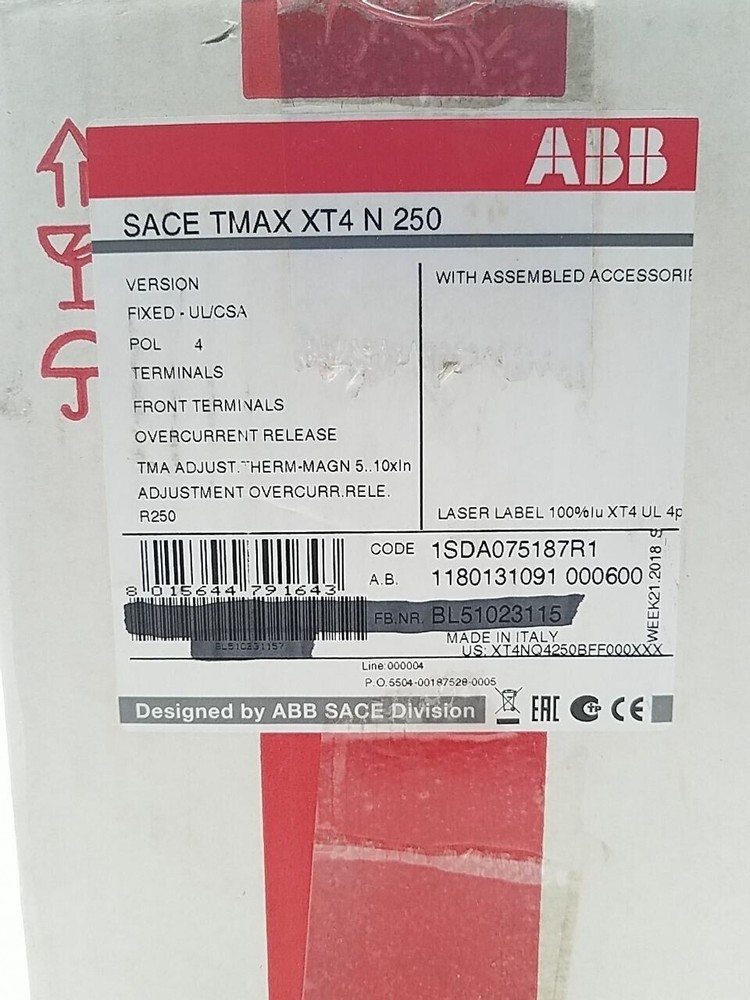 ABB
SACE TMAX XT4 N 250
VERSION
FIXED - UL/CSA
POL 4
TERMINALS
FRONT TERMINALS
OVERCURRENT RELEASE
TMA ADJUST.THERM-MAGN 5..10xIn
ADJUSTMENT OVERCURR.RELE.
R250
WITH ASSEMBLED ACCESSORIE
LASER LABEL 100%Iu XT4 UL 4p
8 015644 791643
CODE 1SDA075187R1
A.B. 1180131091 000600
FB.NR. BL51023115
BL510231157
MADE IN ITALY
US: XT4NQ4250BFF000XXX
WEEK21.2018 S
Line:000004
P.O.5504-00187528-0005
Designed by ABB SACE Division
EAC
CE